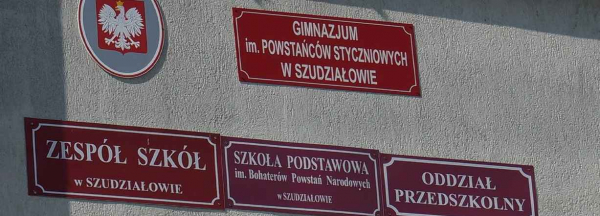 GIMNAZJUM
im. POWSTAŃCÓW STYCZNIOWYCH
W SZUDZIAŁOWIE
ZESPÓŁ SZKÓŁ
w SZUDZIAŁOWIE
SZKOŁA PODSTAWOWA
im. Bohaterów Powstań Narodowych
w SZUDZIAŁOWIE
ODDZIAŁ
PRZEDSZKOLNY